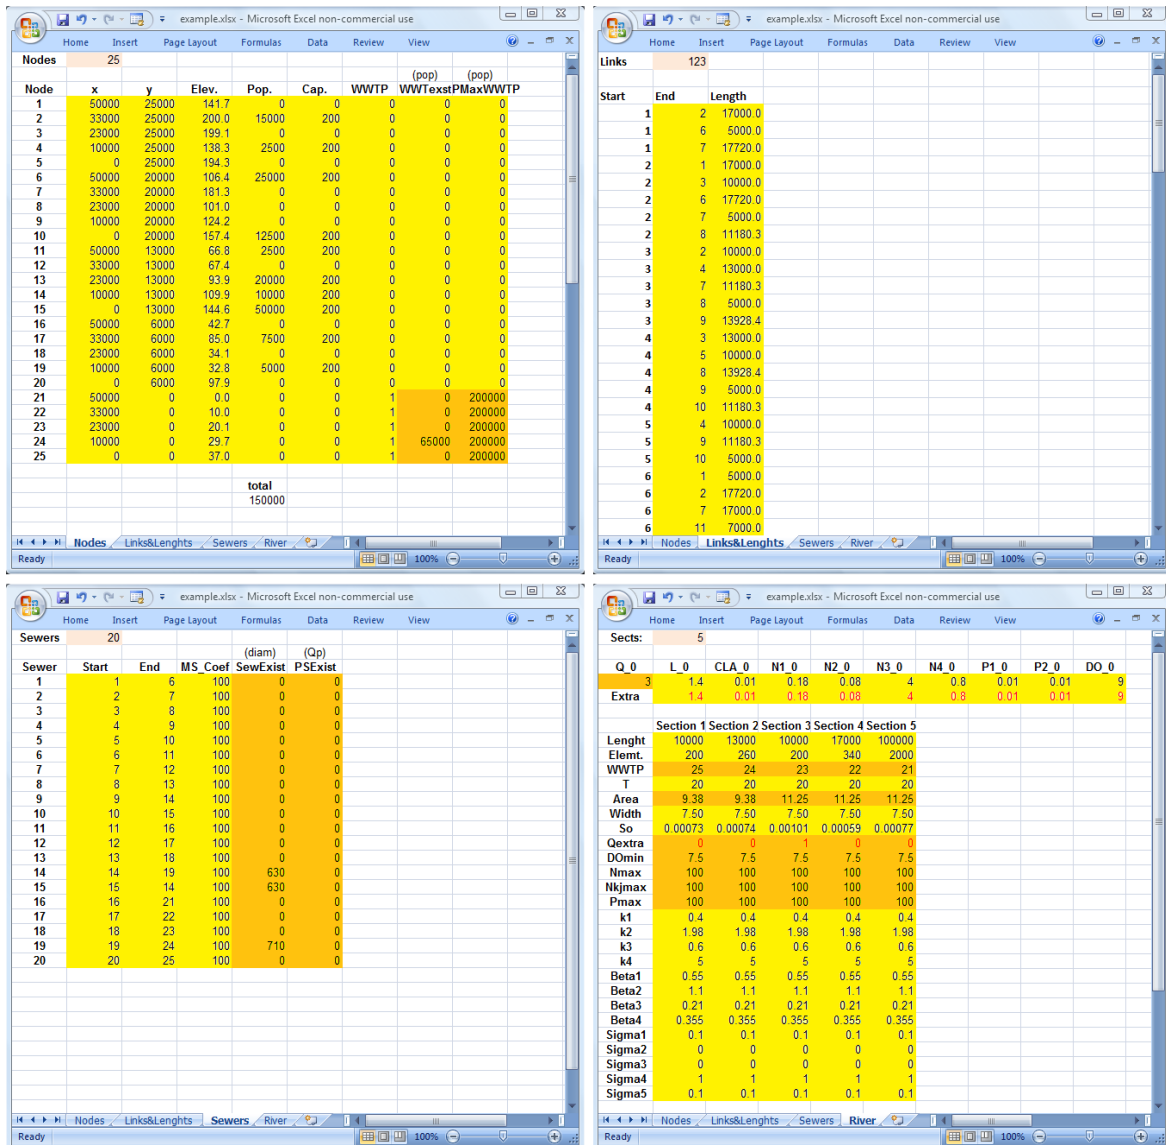 example.xlsx - Microsoft Excel non-commercial use
Home Insert Page Layout Formulas Data Review View
Nodes 25
(pop) (pop)
Node x y Elev. Pop. Cap. WWTP WWTexst PMaxWWTP
1 50000 25000 141.7 0 0 0 0 0
2 33000 25000 200.0 15000 200 0 0 0
3 23000 25000 199.1 0 0 0 0 0
4 10000 25000 138.3 2500 200 0 0 0
5 0 25000 194.3 0 0 0 0 0
6 50000 20000 106.4 25000 200 0 0 0
7 33000 20000 181.3 0 0 0 0 0
8 23000 20000 101.0 0 0 0 0 0
9 10000 20000 124.2 0 0 0 0 0
10 0 20000 157.4 12500 200 0 0 0
11 50000 13000 66.8 2500 200 0 0 0
12 33000 13000 67.4 0 0 0 0 0
13 23000 13000 93.9 20000 200 0 0 0
14 10000 13000 109.9 10000 200 0 0 0
15 0 13000 144.6 50000 200 0 0 0
16 50000 6000 42.7 0 0 0 0 0
17 33000 6000 85.0 7500 200 0 0 0
18 23000 6000 34.1 0 0 0 0 0
19 10000 6000 32.8 5000 200 0 0 0
20 0 6000 97.9 0 0 0 0 0
21 50000 0 0.0 0 0 1 0 200000
22 33000 0 10.0 0 0 1 0 200000
23 23000 0 20.1 0 0 1 0 200000
24 10000 0 29.7 0 0 1 65000 200000
25 0 0 37.0 0 0 1 0 200000
total
150000
Nodes Links&Lenghts Sewers River
Ready 100%
example.xlsx - Microsoft Excel non-commercial use
Home Insert Page Layout Formulas Data Review View
Links 123
Start End Length
1 2 17000.0
1 6 5000.0
1 7 17720.0
2 1 17000.0
2 3 10000.0
2 6 17720.0
2 7 5000.0
2 8 11180.3
3 2 10000.0
3 4 13000.0
3 7 11180.3
3 8 5000.0
3 9 13928.4
4 3 13000.0
4 5 10000.0
4 8 13928.4
4 9 5000.0
4 10 11180.3
5 4 10000.0
5 9 11180.3
5 10 5000.0
6 1 5000.0
6 2 17720.0
6 7 17000.0
6 11 7000.0
Nodes Links&Lenghts Sewers River
Ready 100%
example.xlsx - Microsoft Excel non-commercial use
Home Insert Page Layout Formulas Data Review View
Sewers 20
(diam) (Qp)
Sewer Start End MS_Coef SewExist PSExist
1 1 6 100 0 0
2 2 7 100 0 0
3 3 8 100 0 0
4 4 9 100 0 0
5 5 10 100 0 0
6 6 11 100 0 0
7 7 12 100 0 0
8 8 13 100 0 0
9 9 14 100 0 0
10 10 15 100 0 0
11 11 16 100 0 0
12 12 17 100 0 0
13 13 18 100 0 0
14 14 19 100 630 0
15 15 14 100 630 0
16 16 21 100 0 0
17 17 22 100 0 0
18 18 23 100 0 0
19 19 24 100 710 0
20 20 25 100 0 0
Nodes Links&Lenghts Sewers River
Ready 100%
example.xlsx - Microsoft Excel non-commercial use
Home Insert Page Layout Formulas Data Review View
Sects: 5
Q_0 L_0 CLA_0 N1_0 N2_0 N3_0 N4_0 P1_0 P2_0 DO_0
3 1.4 0.01 0.18 0.08 4 0.8 0.01 0.01 9
Extra 1.4 0.01 0.18 0.08 4 0.8 0.01 0.01 9
Section 1 Section 2 Section 3 Section 4 Section 5
Lenght 10000 13000 10000 17000 100000
Elemt. 200 260 200 340 2000
WWTP 25 24 23 22 21
T 20 20 20 20 20
Area 9.38 9.38 11.25 11.25 11.25
Width 7.50 7.50 7.50 7.50 7.50
So 0.00073 0.00074 0.00101 0.00059 0.00077
Qextra 0 0 1 0 0
DOmin 7.5 7.5 7.5 7.5 7.5
Nmax 100 100 100 100 100
Nkjmax 100 100 100 100 100
Pmax 100 100 100 100 100
k1 0.4 0.4 0.4 0.4 0.4
k2 1.98 1.98 1.98 1.98 1.98
k3 0.6 0.6 0.6 0.6 0.6
k4 5 5 5 5 5
Beta1 0.55 0.55 0.55 0.55 0.55
Beta2 1.1 1.1 1.1 1.1 1.1
Beta3 0.21 0.21 0.21 0.21 0.21
Beta4 0.355 0.355 0.355 0.355 0.355
Sigma1 0.1 0.1 0.1 0.1 0.1
Sigma2 0 0 0 0 0
Sigma3 0 0 0 0 0
Sigma4 1 1 1 1 1
Sigma5 0.1 0.1 0.1 0.1 0.1
Nodes Links&Lenghts Sewers River
Ready 100%